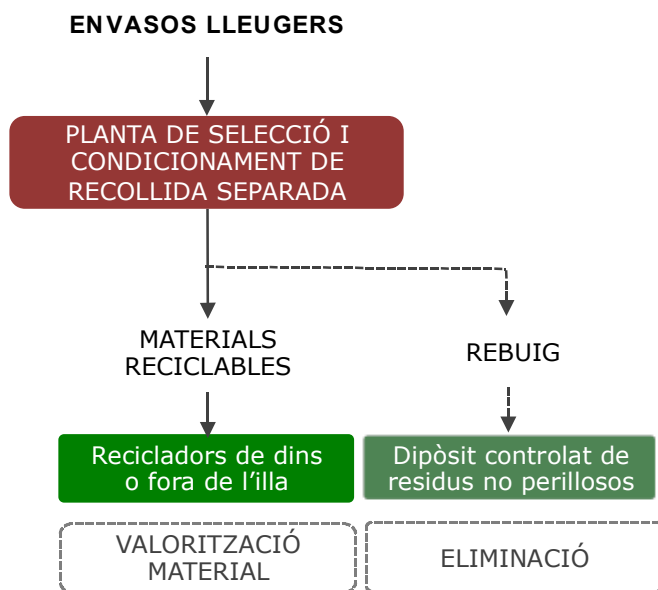 ENVASOS LLEUGERS
PLANTA DE SELECCIÓ I
CONDICIONAMENT DE
RECOLLIDA SEPARADA
MATERIALS
RECICLABLES
REBUIG
Recicladors de dins
o fora de l'illa
Dipòsit controlat de
residus no perillosos
VALORITZACIÓ
MATERIAL
ELIMINACIÓ